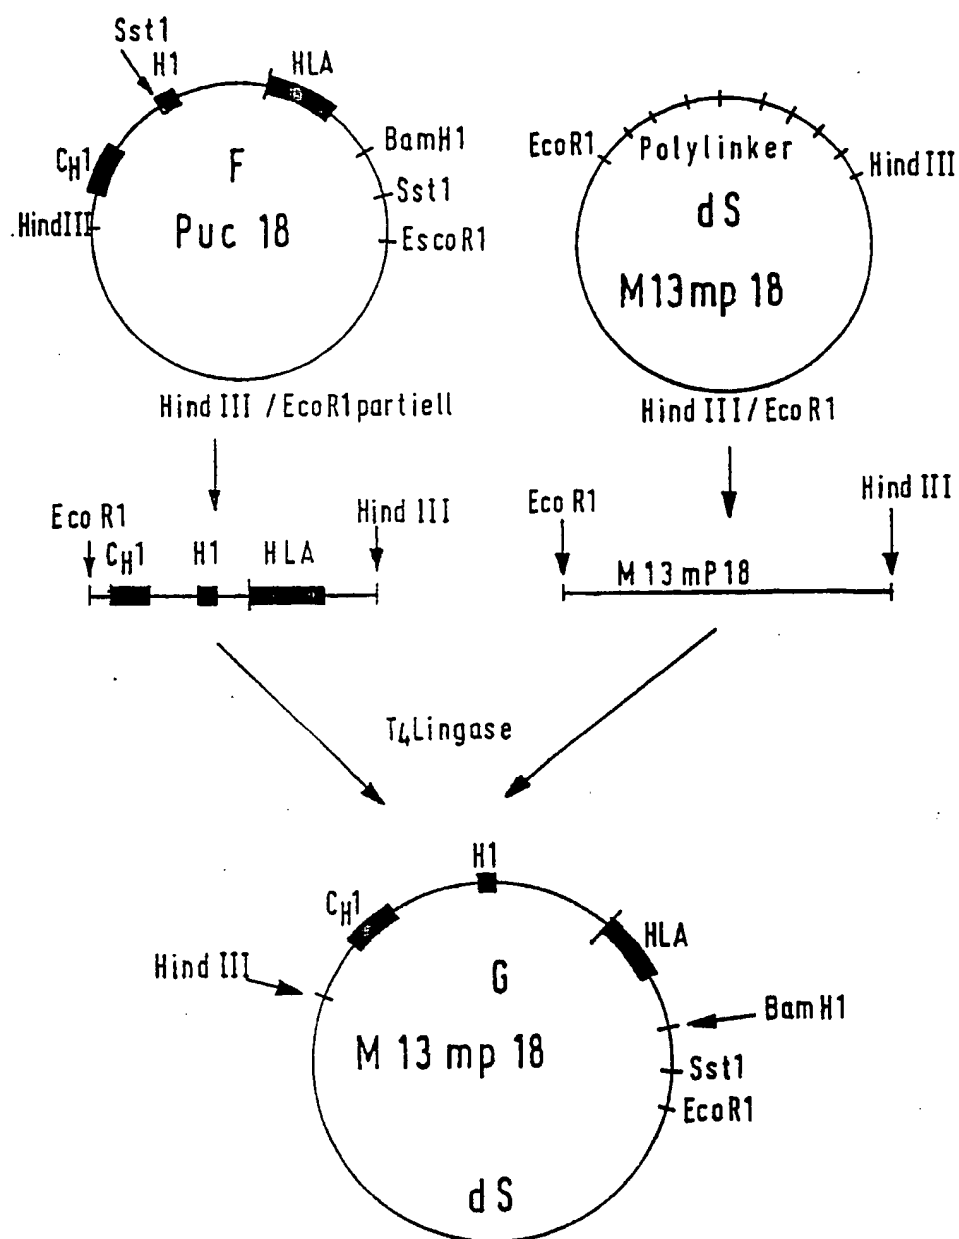 Sst1
H1
HLA
CH1
F
BamH1
Sst1
.HindIII
Puc 18
EscoR1
EcoR1
Polylinker
HindIII
dS
M13mp 18
Hind III / EcoR1 partiell
Hind III / EcoR1
Eco R1
Hind III
CH1
H1
HLA
Eco R1
Hind III
M 13 mP 18
T4Lingase
H1
CH1
HLA
Hind III
G
BamH1
M 13 mp 18
Sst1
EcoR1
dS